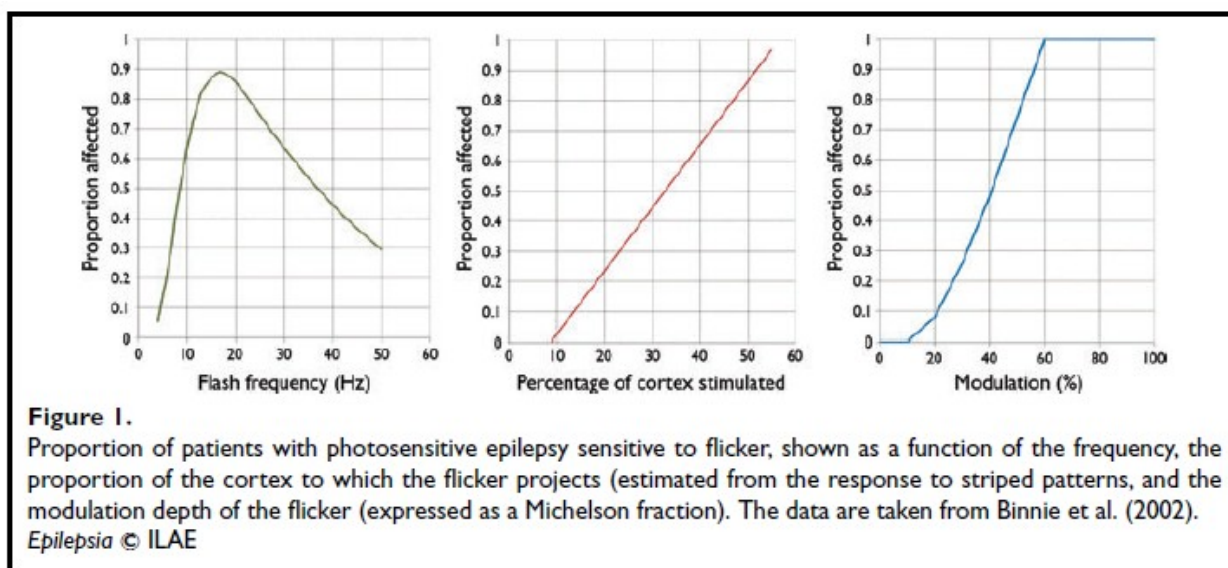 1
0.9
0.8
0.7
0.6
0.5
0.4
0.3
0.2
0.1
0
Proportion affected
0 10 20 30 40 50 60
Flash frequency (Hz)
1
0.9
0.8
0.7
0.6
0.5
0.4
0.3
0.2
0.1
0
Proportion affected
0 10 20 30 40 50 60
Percentage of cortex stimulated
1
0.9
0.8
0.7
0.6
0.5
0.4
0.3
0.2
0.1
0
Proportion affected
0 20 40 60 80 100
Modulation (%)
Figure 1.
Proportion of patients with photosensitive epilepsy sensitive to flicker, shown as a function of the frequency, the
proportion of the cortex to which the flicker projects (estimated from the response to striped patterns, and the
modulation depth of the flicker (expressed as a Michelson fraction). The data are taken from Binnie et al. (2002).
Epilepsia © ILAE